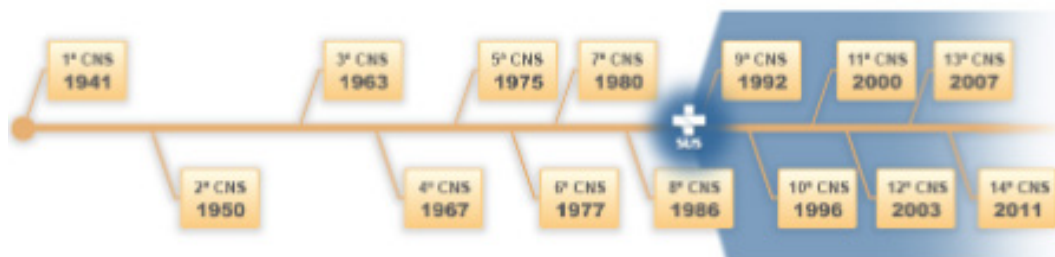 1ª CNS
1941
2ª CNS
1950
3ª CNS
1963
4ª CNS
1967
5ª CNS
1975
6ª CNS
1977
7ª CNS
1980
8ª CNS
1986
SUS
9ª CNS
1992
10ª CNS
1996
11ª CNS
2000
12ª CNS
2003
13ª CNS
2007
14ª CNS
2011